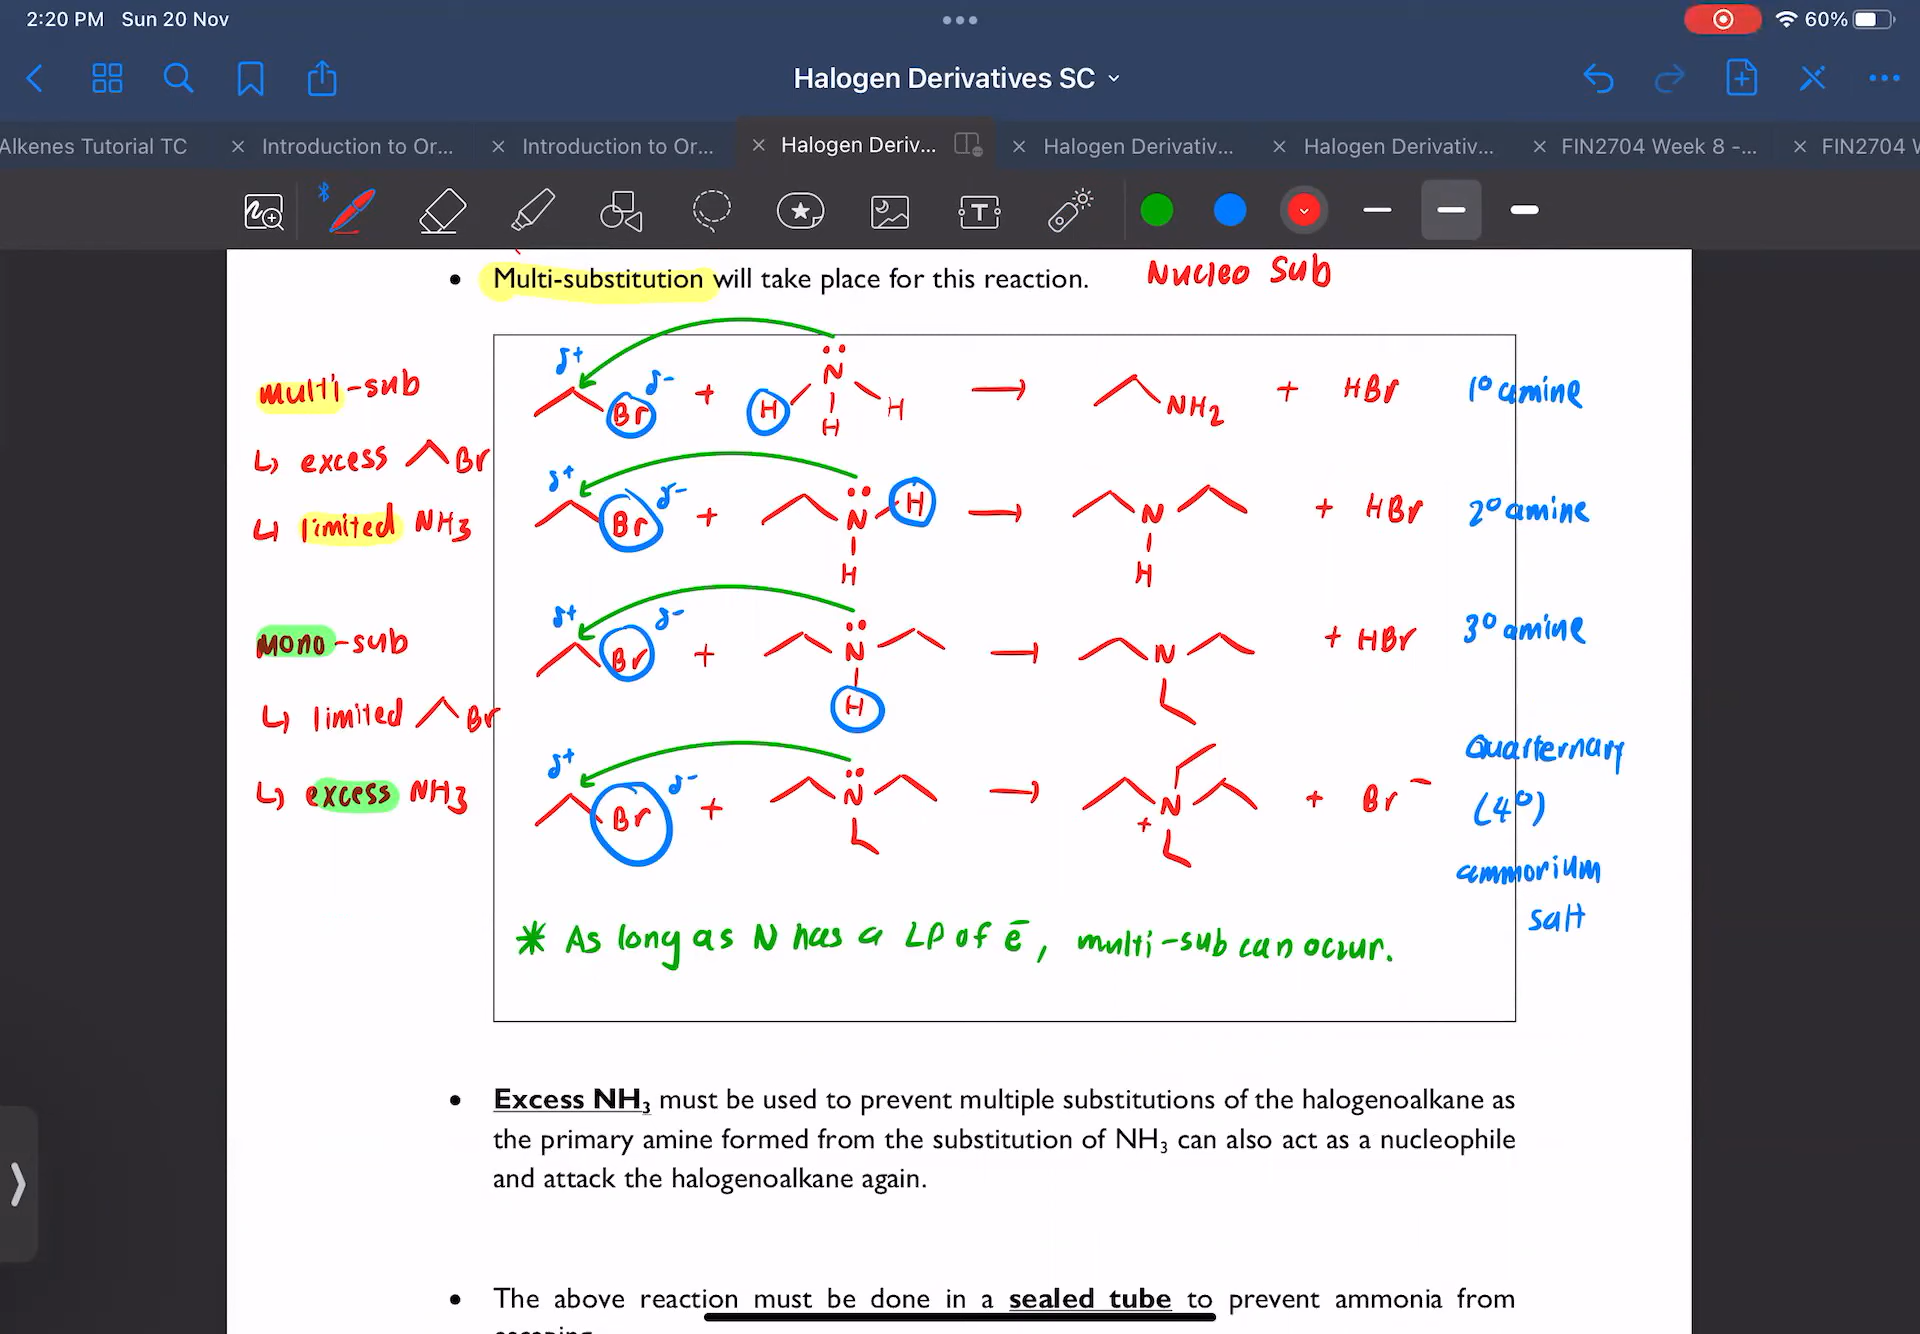 2:20 PM Sun 20 Nov
60%
Halogen Derivatives SC
Alkenes Tutorial TC
Introduction to Or...
Introduction to Or...
Halogen Deriv...
Halogen Derivativ...
Halogen Derivativ...
FIN2704 Week 8 -...
FIN2704 W
• Multi-substitution will take place for this reaction. Nucleo Sub
multi-sub
↳ excess Br
↳ limited NH3
mono-sub
↳ limited Br
↳ excess NH3
δ+ Br δ- + H N̈ H H → NH2 + HBr 1° amine
δ+ Br δ- + N̈ H H → N H + HBr 2° amine
δ+ Br δ- + N̈ H → N + HBr 3° amine
δ+ Br δ- + N̈ → N + + Br⁻ Quarternary
(4°)
ammorium
salt
* As long as N has a LP of ē, multi-sub can occur.
• Excess NH₃ must be used to prevent multiple substitutions of the halogenoalkane as
the primary amine formed from the substitution of NH₃ can also act as a nucleophile
and attack the halogenoalkane again.
• The above reaction must be done in a sealed tube to prevent ammonia from